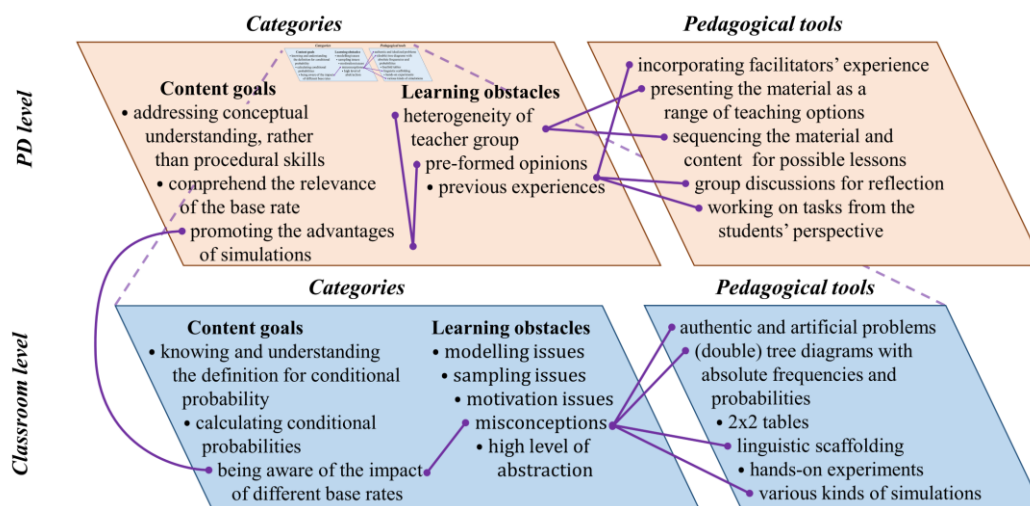 Categories
Pedagogical tools
PD level
Content goals
• addressing conceptual
understanding, rather
than procedural skills
• comprehend the relevance
of the base rate
• promoting the advantages
of simulations
Learning obstacles
• heterogeneity of
teacher group
• pre-formed opinions
• previous experiences
• incorporating facilitators' experience
• presenting the material as a
range of teaching options
• sequencing the material and
content for possible lessons
• group discussions for reflection
• working on tasks from the
students' perspective
Categories
Pedagogical tools
Classroom level
Content goals
• knowing and understanding
the definition for conditional
probability
• calculating conditional
probabilities
• being aware of the impact
of different base rates
Learning obstacles
• modelling issues
• sampling issues
• motivation issues
• misconceptions
• high level of
abstraction
• authentic and artificial problems
• (double) tree diagrams with
absolute frequencies and
probabilities
• 2x2 tables
• linguistic scaffolding
• hands-on experiments
• various kinds of simulations